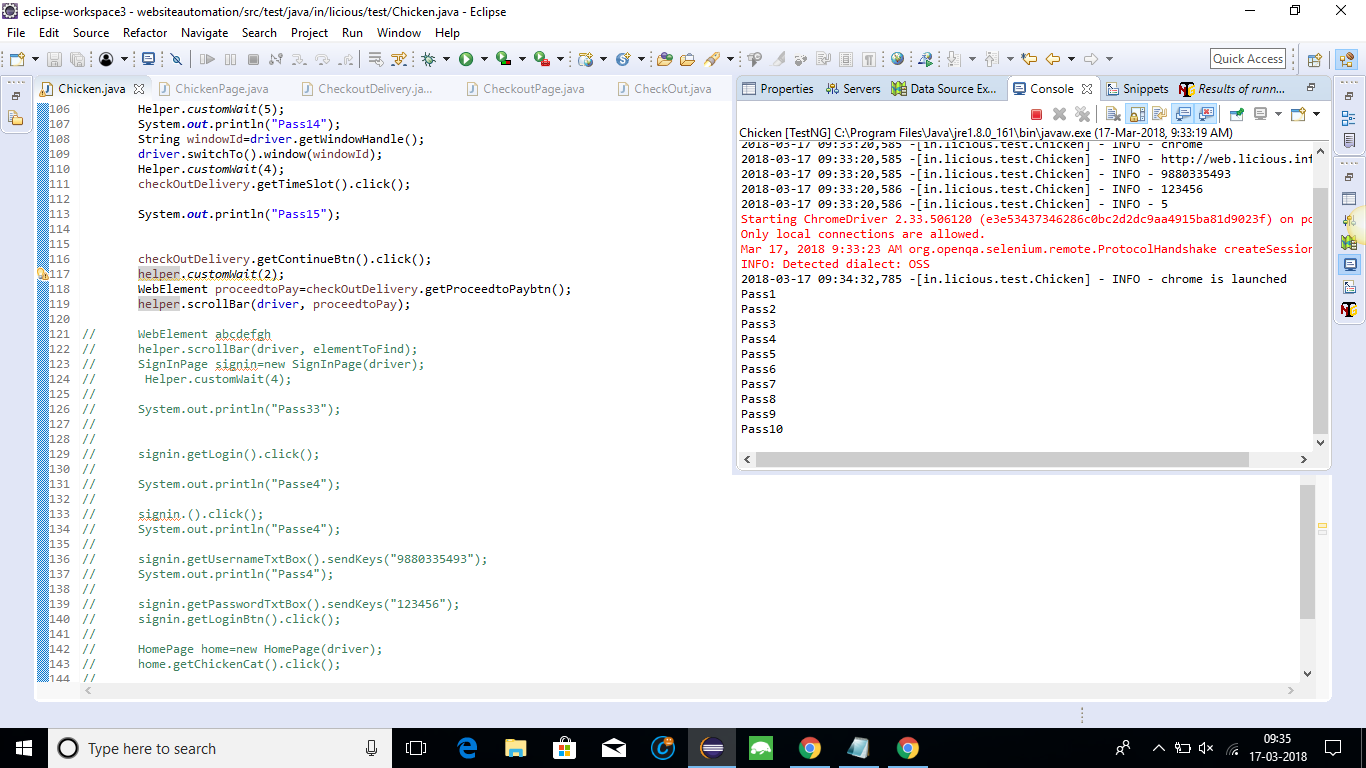 eclipse-workspace3 - websiteautomation/src/test/java/in/licious/test/Chicken.java - Eclipse
File Edit Source Refactor Navigate Search Project Run Window Help
Quick Access
Chicken.java ChickenPage.java CheckoutDelivery.ja... CheckoutPage.java CheckOut.java
106 Helper.customWait(5);
107 System.out.println("Pass14");
108 String windowId=driver.getWindowHandle();
109 driver.switchTo().window(windowId);
110 Helper.customWait(4);
111 checkOutDelivery.getTimeSlot().click();
112
113 System.out.println("Pass15");
114
115
116 checkOutDelivery.getContinueBtn().click();
117 helper.customWait(2);
118 WebElement proceedtoPay=checkOutDelivery.getProceedtoPaybtn();
119 helper.scrollBar(driver, proceedtoPay);
120
121 // WebElement abcdefgh
122 // helper.scrollBar(driver, elementToFind);
123 // SignInPage signin=new SignInPage(driver);
124 // Helper.customWait(4);
125 //
126 // System.out.println("Pass33");
127 //
128 //
129 // signin.getLogin().click();
130 //
131 // System.out.println("Passe4");
132 //
133 // signin.().click();
134 // System.out.println("Passe4");
135 //
136 // signin.getUsernameTxtBox().sendKeys("9880335493");
137 // System.out.println("Pass4");
138 //
139 // signin.getPasswordTxtBox().sendKeys("123456");
140 // signin.getLoginBtn().click();
141 //
142 // HomePage home=new HomePage(driver);
143 // home.getChickenCat().click();
144 //
Properties Servers Data Source Ex... Console Snippets Results of runn...
Chicken [TestNG] C:\Program Files\Java\jre1.8.0_161\bin\javaw.exe (17-Mar-2018, 9:33:19 AM)
2018-03-17 09:33:20,585 -[in.licious.test.Chicken] - INFO - chrome
2018-03-17 09:33:20,585 -[in.licious.test.Chicken] - INFO - http://web.licious.inf
2018-03-17 09:33:20,585 -[in.licious.test.Chicken] - INFO - 9880335493
2018-03-17 09:33:20,586 -[in.licious.test.Chicken] - INFO - 123456
2018-03-17 09:33:20,586 -[in.licious.test.Chicken] - INFO - 5
Starting ChromeDriver 2.33.506120 (e3e53437346286c0bc2d2dc9aa4915ba81d9023f) on po
Only local connections are allowed.
Mar 17, 2018 9:33:23 AM org.openqa.selenium.remote.ProtocolHandshake createSession
INFO: Detected dialect: OSS
2018-03-17 09:34:32,785 -[in.licious.test.Chicken] - INFO - chrome is launched
Pass1
Pass2
Pass3
Pass4
Pass5
Pass6
Pass7
Pass8
Pass9
Pass10
Type here to search
09:35
17-03-2018